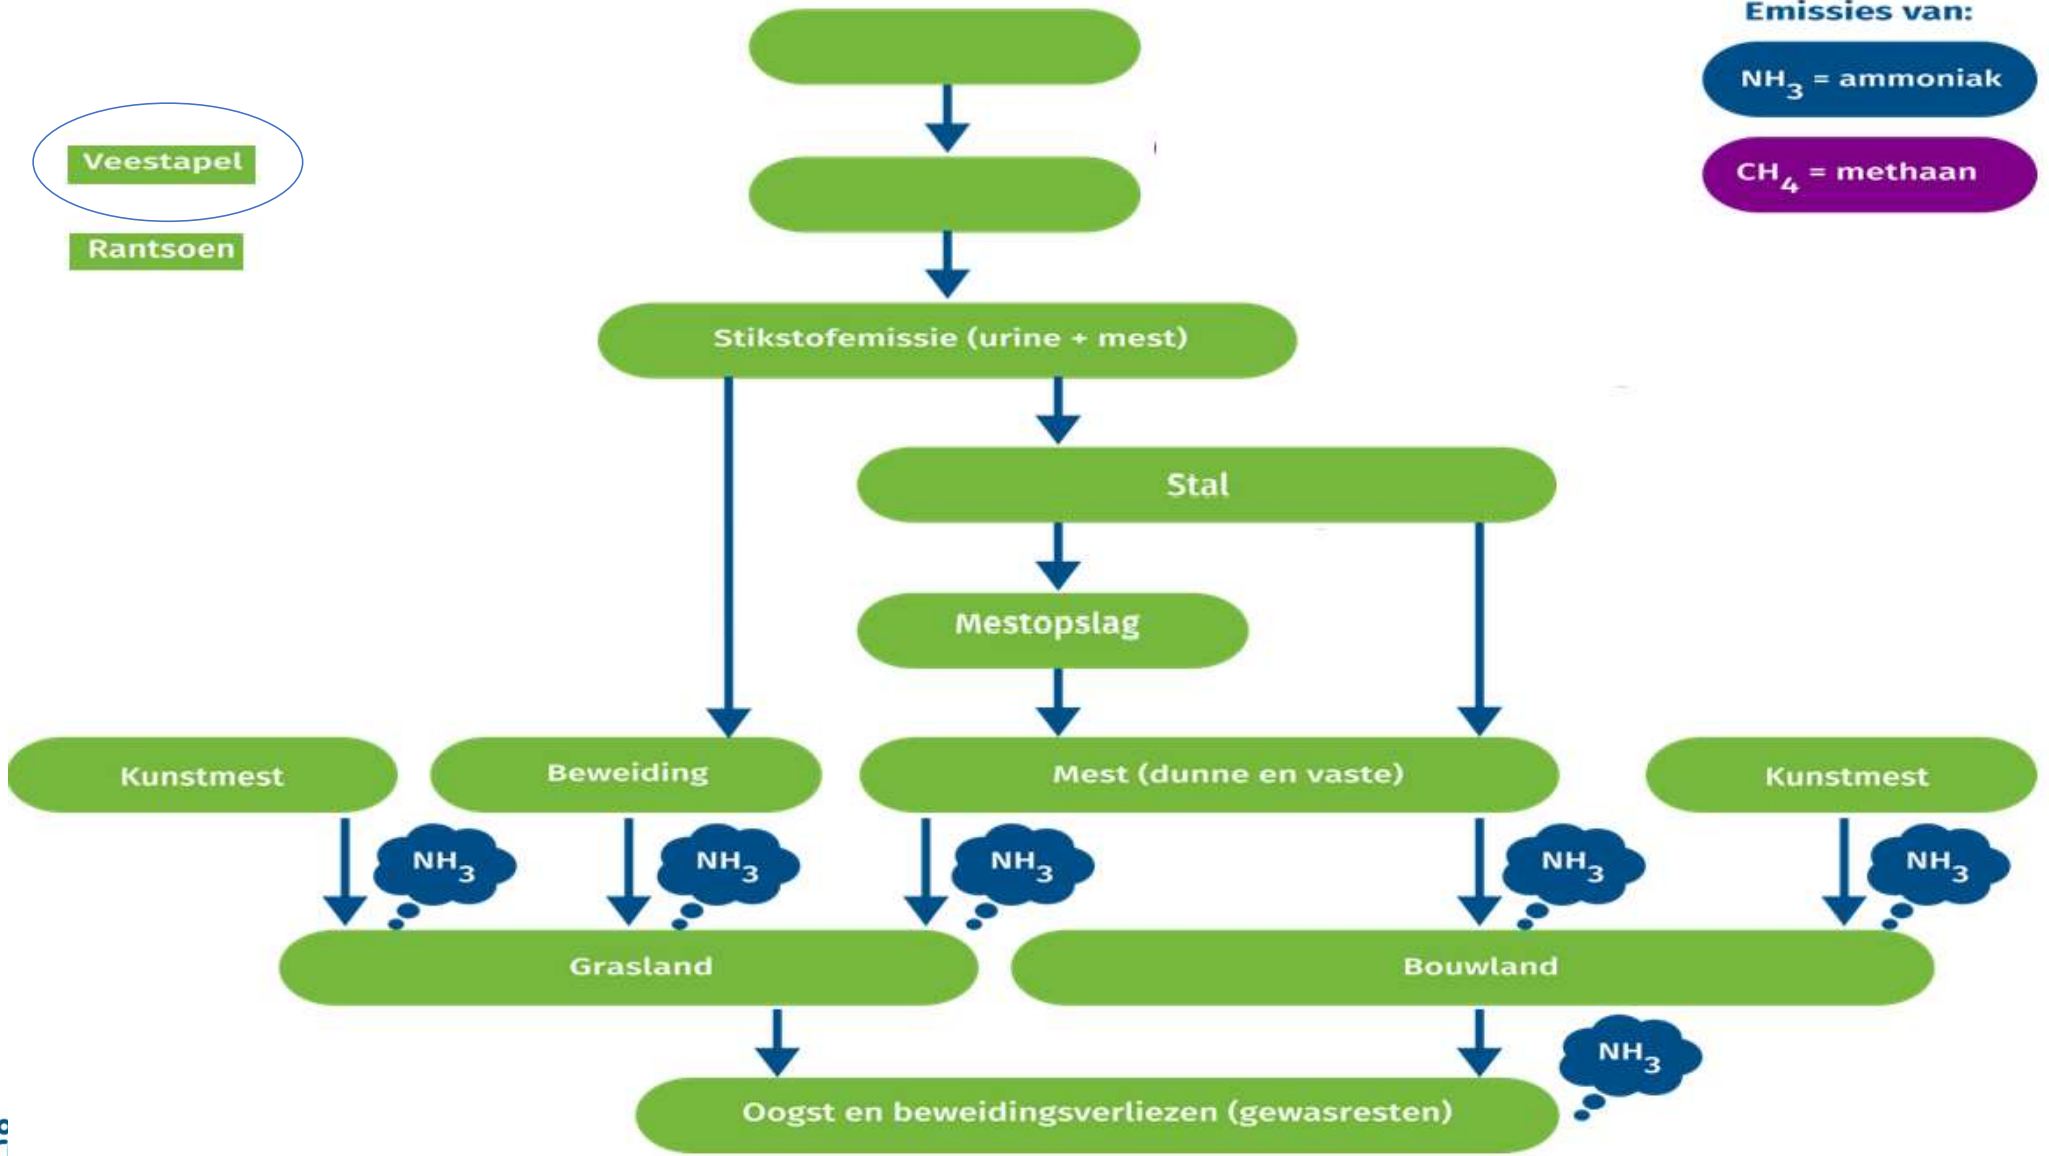 Emissies van:
NH3 = ammoniak
CH4 = methaan
Veestapel
Rantsoen
Stikstofemissie (urine + mest)
Stal
Mestopslag
Kunstmest
Beweiding
Mest (dunne en vaste)
Kunstmest
NH3
NH3
NH3
NH3
NH3
Grasland
Bouwland
NH3
Oogst en beweidingsverliezen (gewasresten)